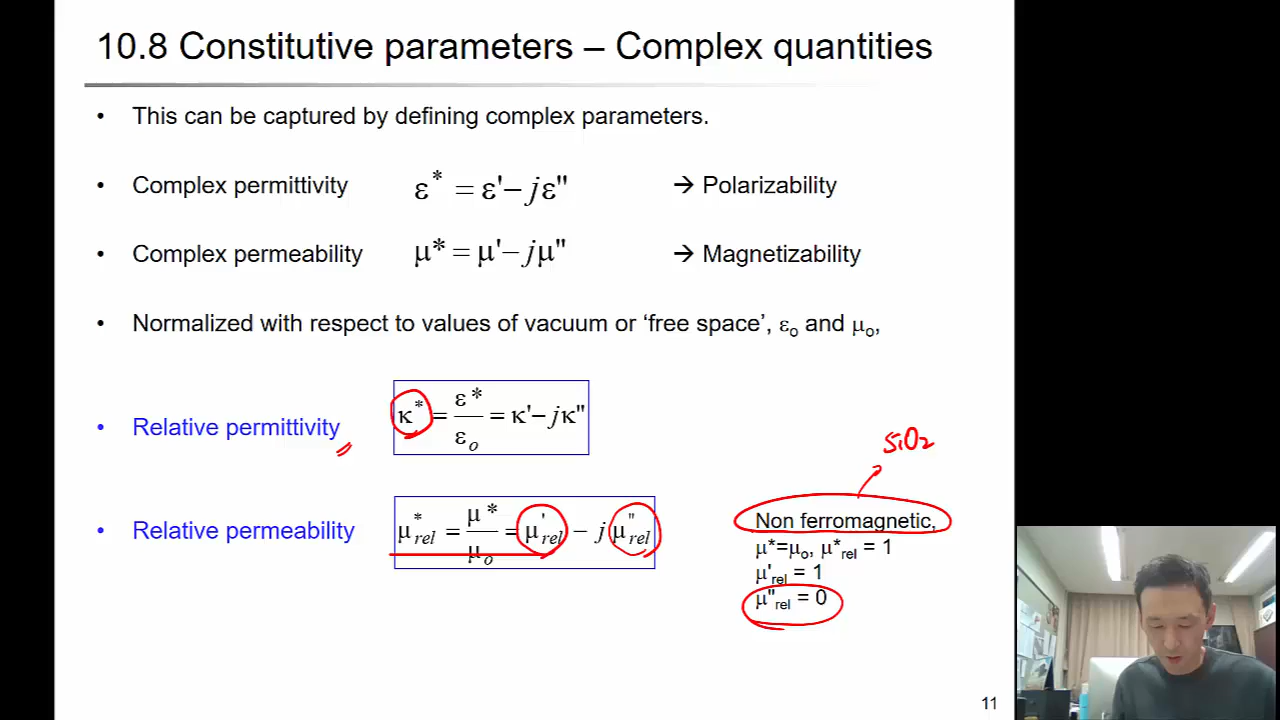 10.8 Constitutive parameters – Complex quantities
• This can be captured by defining complex parameters.
• Complex permittivity ε* = ε'− jε" → Polarizability
• Complex permeability μ* = μ'− jμ" → Magnetizability
• Normalized with respect to values of vacuum or 'free space', εo and μo,
• Relative permittivity κ* = ε*/εo = κ'− jκ"
SiO2
• Relative permeability μ*rel = μ*/μo = μ'rel − jμ"rel
Non ferromagnetic,
μ*=μo, μ*rel = 1
μ'rel = 1
μ"rel = 0
11